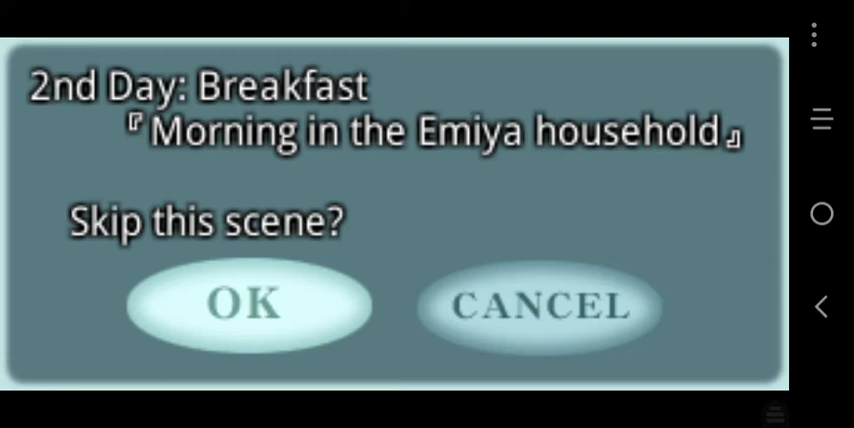 2nd Day: Breakfast
『Morning in the Emiya household』
Skip this scene?
OK
CANCEL